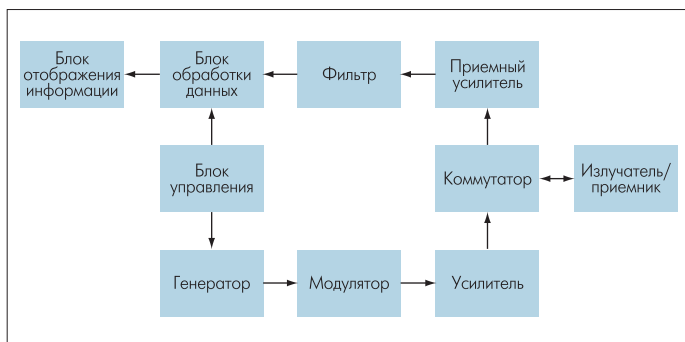 Блок
отображения
информации
Блок
обработки
данных
Фильтр
Приемный
усилитель
Блок
управления
Коммутатор
Излучатель/
приемник
Генератор
Модулятор
Усилитель